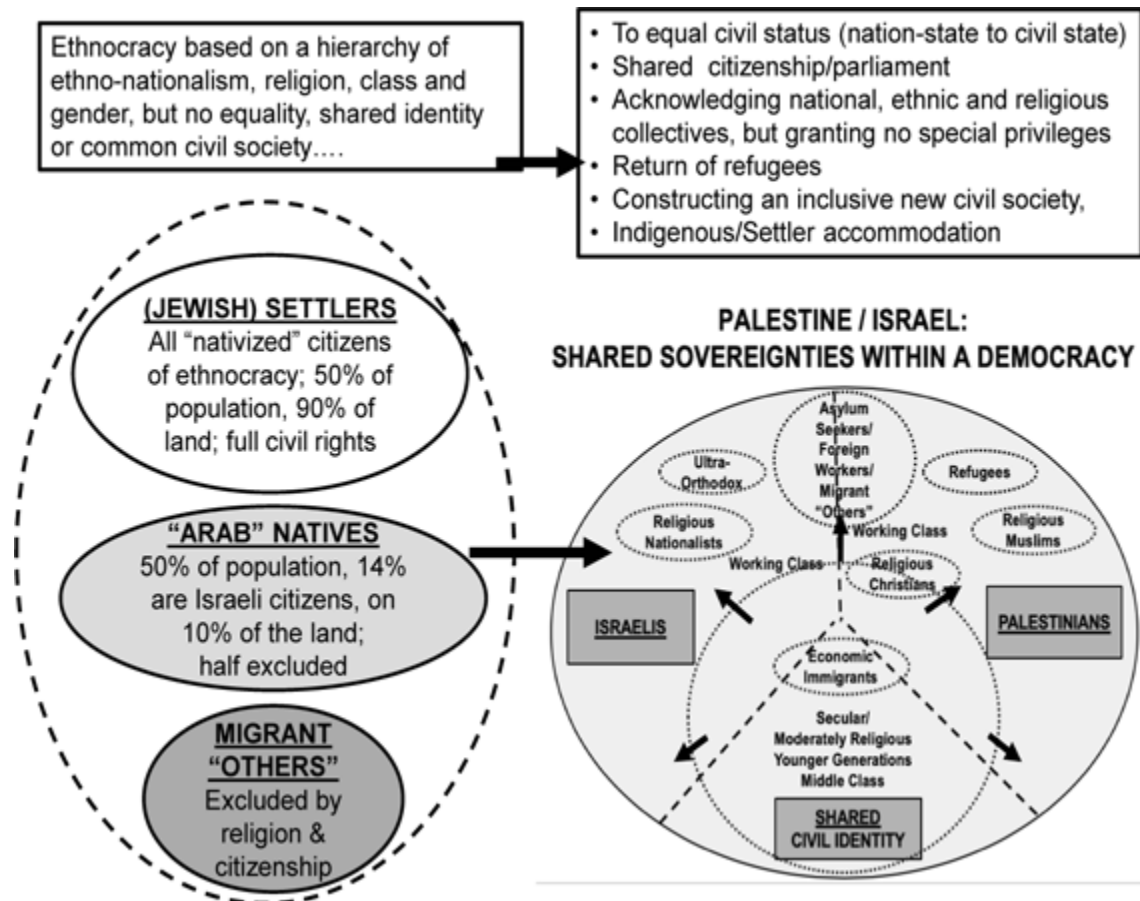 Ethnocracy based on a hierarchy of
ethno-nationalism, religion, class and
gender, but no equality, shared identity
or common civil society....
• To equal civil status (nation-state to civil state)
• Shared citizenship/parliament
• Acknowledging national, ethnic and religious
collectives, but granting no special privileges
• Return of refugees
• Constructing an inclusive new civil society,
• Indigenous/Settler accommodation
(JEWISH) SETTLERS
All “nativized” citizens
of ethnocracy; 50% of
population, 90% of
land; full civil rights
“ARAB” NATIVES
50% of population, 14%
are Israeli citizens, on
10% of the land;
half excluded
MIGRANT
“OTHERS”
Excluded by
religion &
citizenship
PALESTINE / ISRAEL:
SHARED SOVEREIGNTIES WITHIN A DEMOCRACY
Asylum
Seekers/
Foreign
Workers/
Migrant
“Others”
Ultra-
Orthodox
Refugees
Religious
Nationalists
Religious
Muslims
Working Class
Working Class
Religious
Christians
ISRAELIS
PALESTINIANS
Economic
Immigrants
Secular/
Moderately Religious
Younger Generations
Middle Class
SHARED
CIVIL IDENTITY